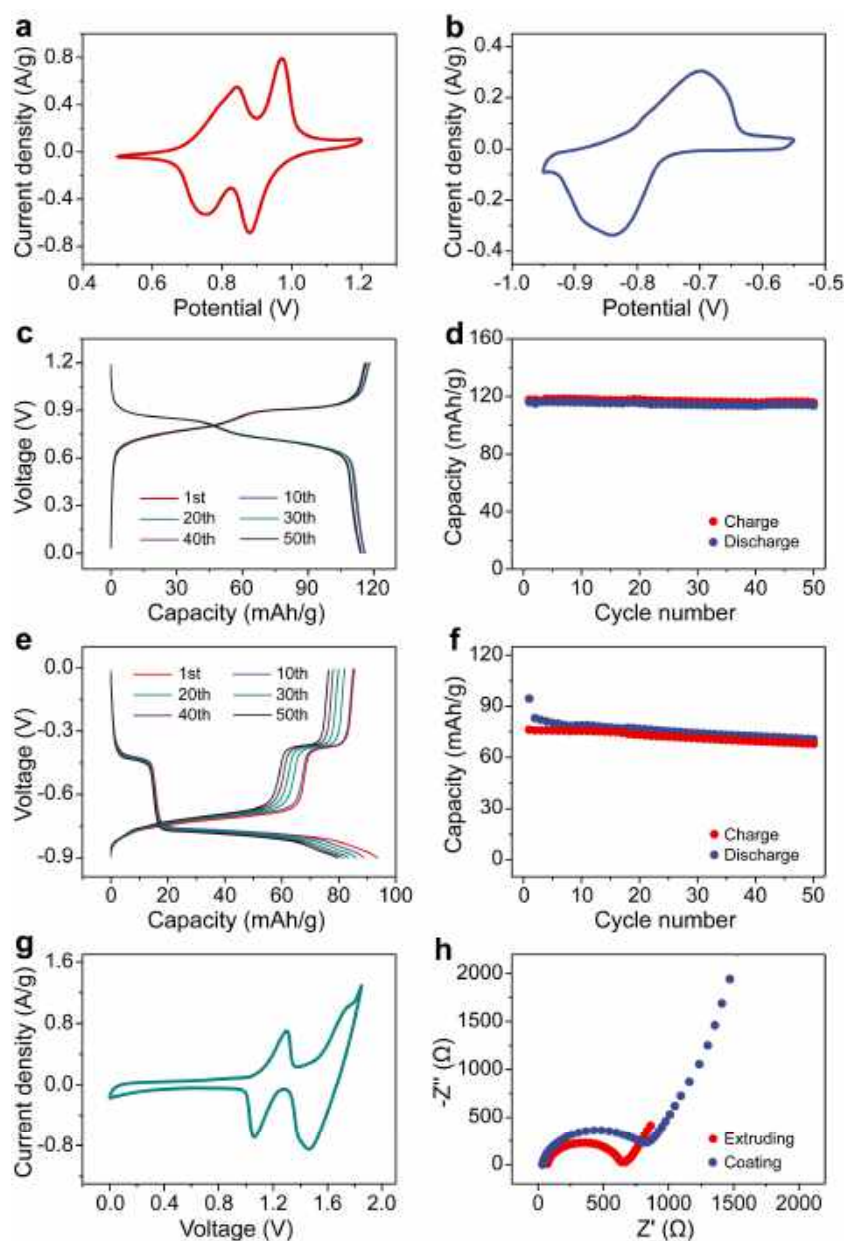 a
Current density (A/g)
0.8
0.4
0.0
-0.4
-0.8
0.4 0.6 0.8 1.0 1.2
Potential (V)
b
Current density (A/g)
0.4
0.2
0.0
-0.2
-0.4
-1.0 -0.9 -0.8 -0.7 -0.6 -0.5
Potential (V)
c
Voltage (V)
1.2
0.9
0.6
0.3
0.0
1st 10th
20th 30th
40th 50th
0 30 60 90 120
Capacity (mAh/g)
d
Capacity (mAh/g)
160
120
80
40
0
Charge
Discharge
0 10 20 30 40 50
Cycle number
e
Voltage (V)
0.0
-0.3
-0.6
-0.9
1st 10th
20th 30th
40th 50th
0 20 40 60 80 100
Capacity (mAh/g)
f
Capacity (mAh/g)
120
90
60
30
0
Charge
Discharge
0 10 20 30 40 50
Cycle number
g
Current density (A/g)
1.6
0.8
0.0
-0.8
0.0 0.4 0.8 1.2 1.6 2.0
Voltage (V)
h
-Z" (Ω)
2000
1500
1000
500
0
Extruding
Coating
0 500 1000 1500 2000
Z' (Ω)